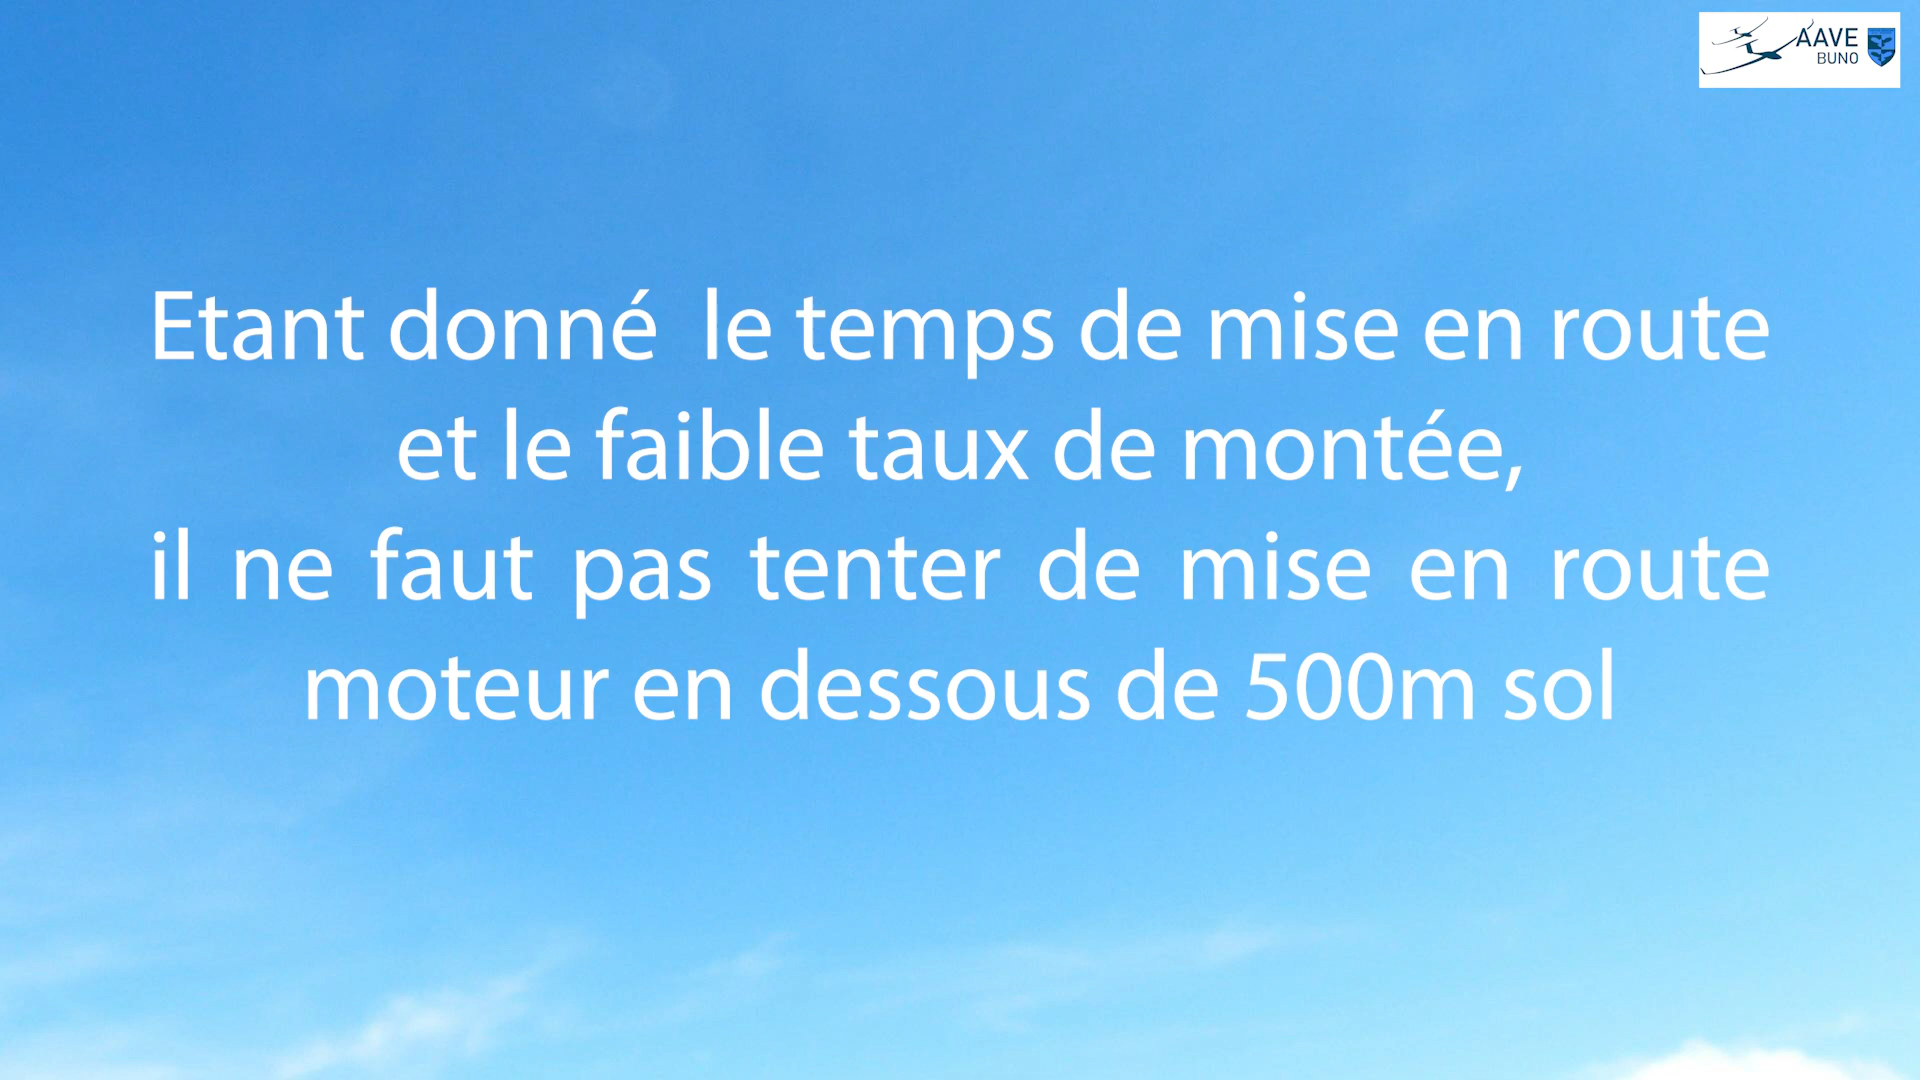 AAVE
BUNO
Etant donné le temps de mise en route
et le faible taux de montée,
il ne faut pas tenter de mise en route
moteur en dessous de 500m sol